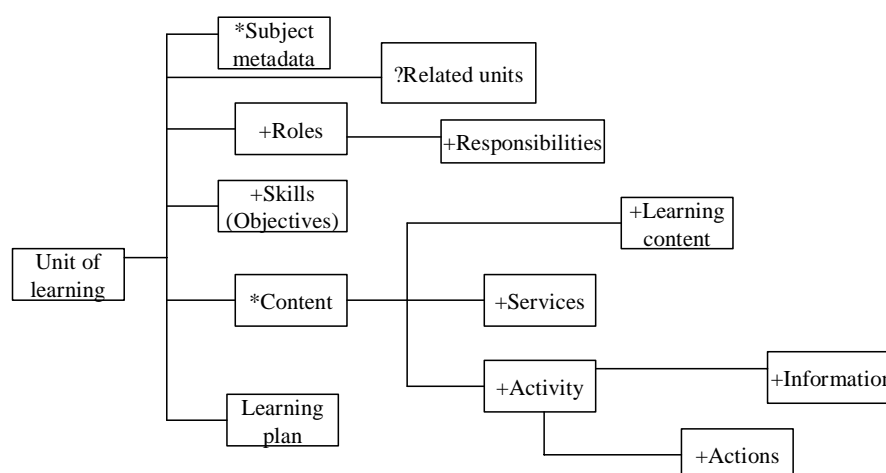 *Subject
metadata
?Related units
+Roles
+Responsibilities
+Skills
(Objectives)
+Learning
content
Unit of
learning
*Content
+Services
+Activity
+Information
Learning
plan
+Actions